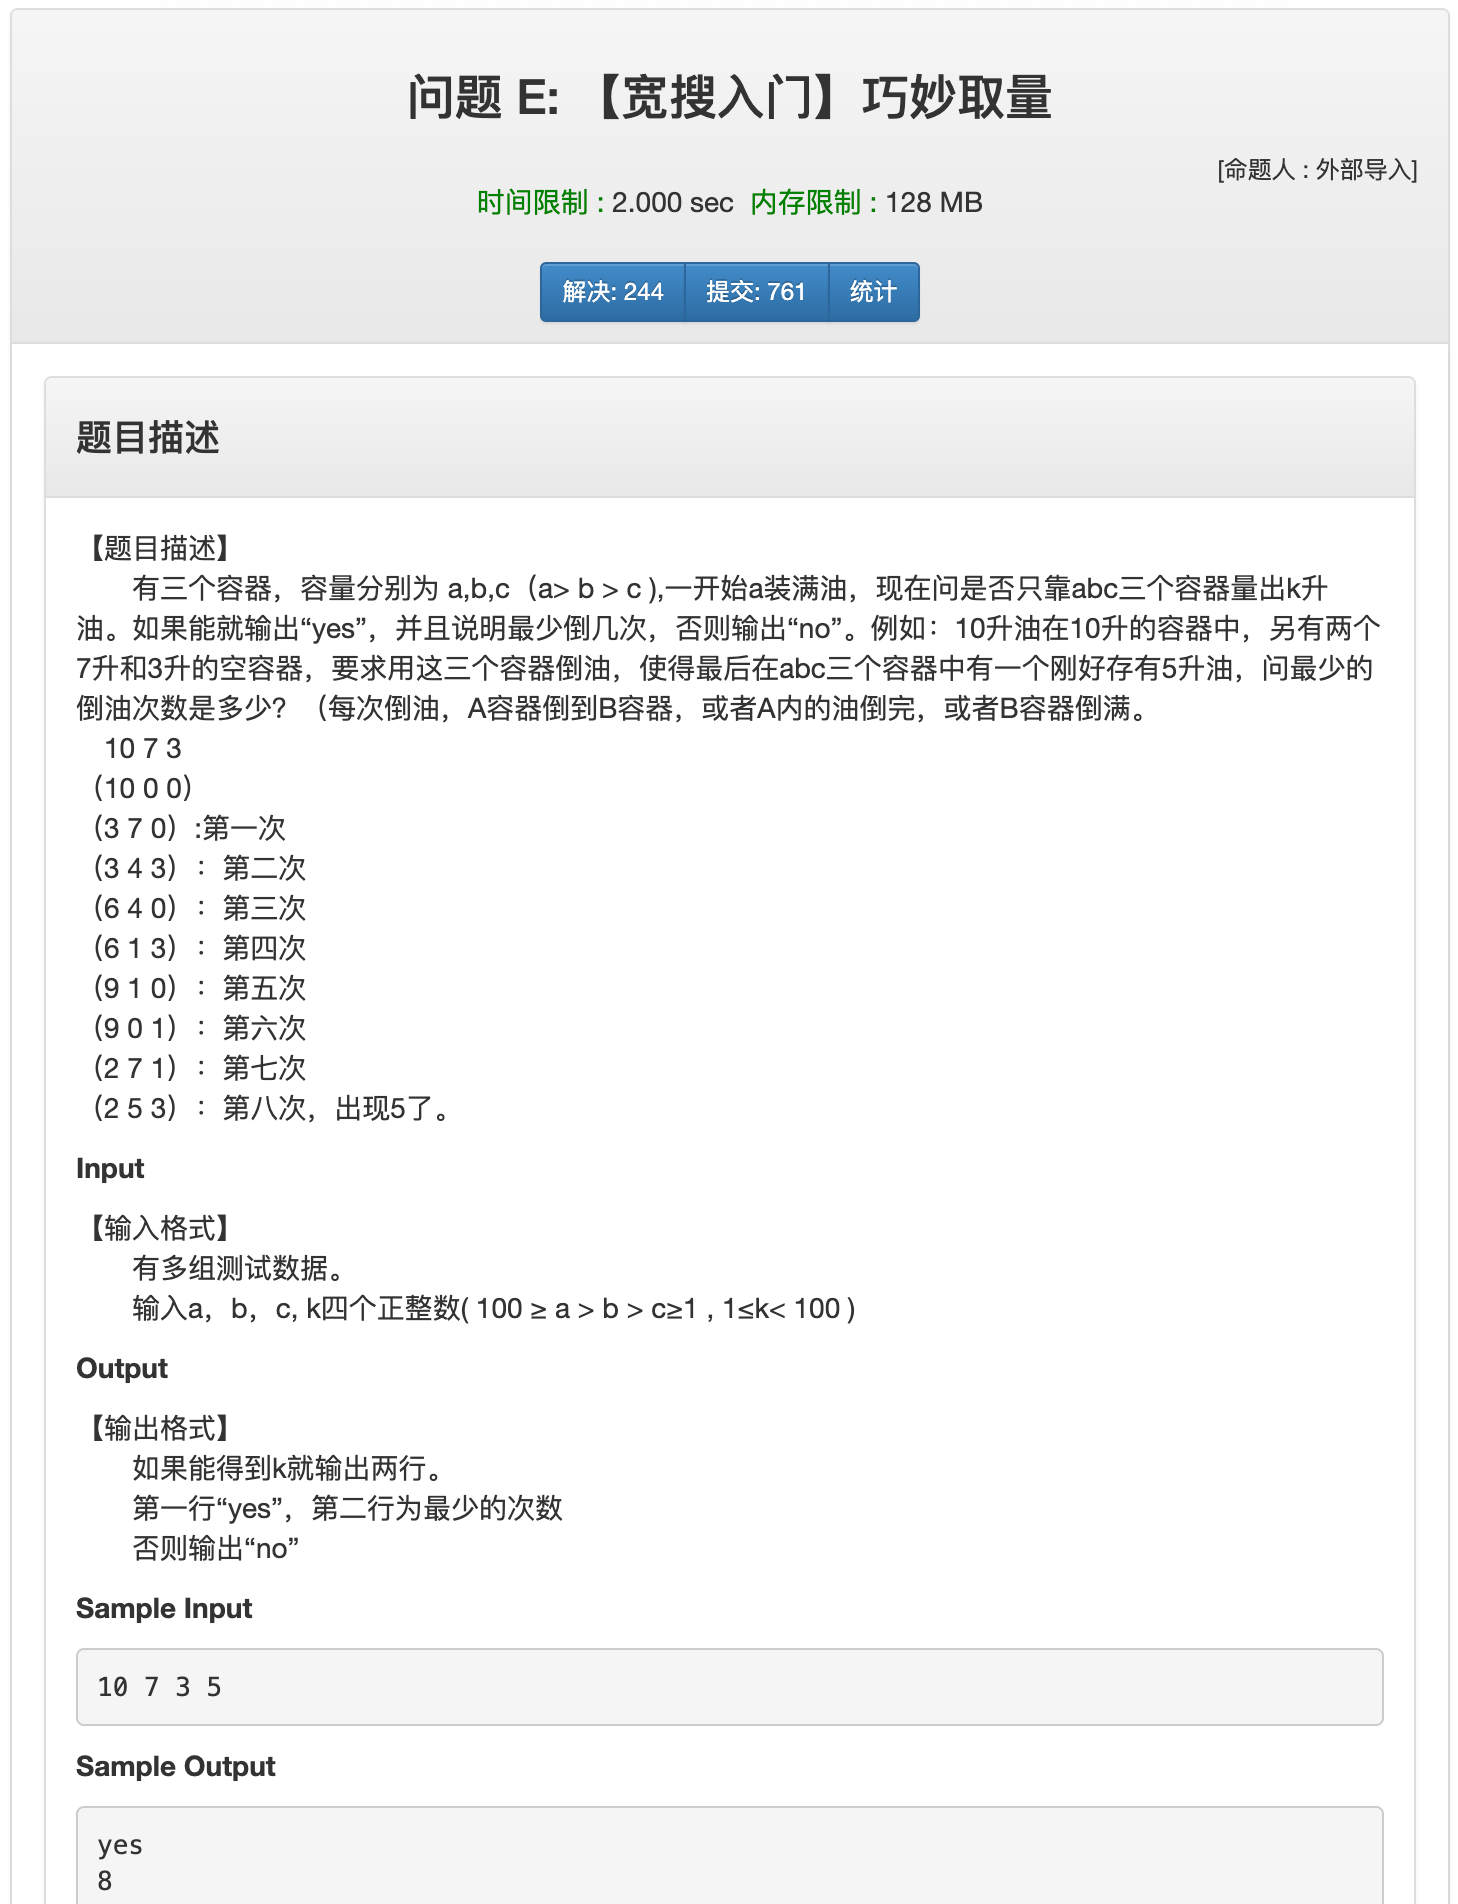 问题 E: 【宽搜入门】巧妙取量
[命题人 : 外部导入]
时间限制 : 2.000 sec 内存限制 : 128 MB
解决: 244 提交: 761 统计
题目描述
【题目描述】
有三个容器，容量分别为 a,b,c（a> b > c ),一开始a装满油，现在问是否只靠abc三个容器量出k升
油。如果能就输出“yes”，并且说明最少倒几次，否则输出“no”。例如：10升油在10升的容器中，另有两个
7升和3升的空容器，要求用这三个容器倒油，使得最后在abc三个容器中有一个刚好存有5升油，问最少的
倒油次数是多少？（每次倒油，A容器倒到B容器，或者A内的油倒完，或者B容器倒满。
10 7 3
（10 0 0）
（3 7 0）:第一次
（3 4 3）：第二次
（6 4 0）：第三次
（6 1 3）：第四次
（9 1 0）：第五次
（9 0 1）：第六次
（2 7 1）：第七次
（2 5 3）：第八次，出现5了。
Input
【输入格式】
有多组测试数据。
输入a，b，c, k四个正整数( 100 ≥ a > b > c≥1 , 1≤k< 100 )
Output
【输出格式】
如果能得到k就输出两行。
第一行“yes”，第二行为最少的次数
否则输出“no”
Sample Input
10 7 3 5
Sample Output
yes
8